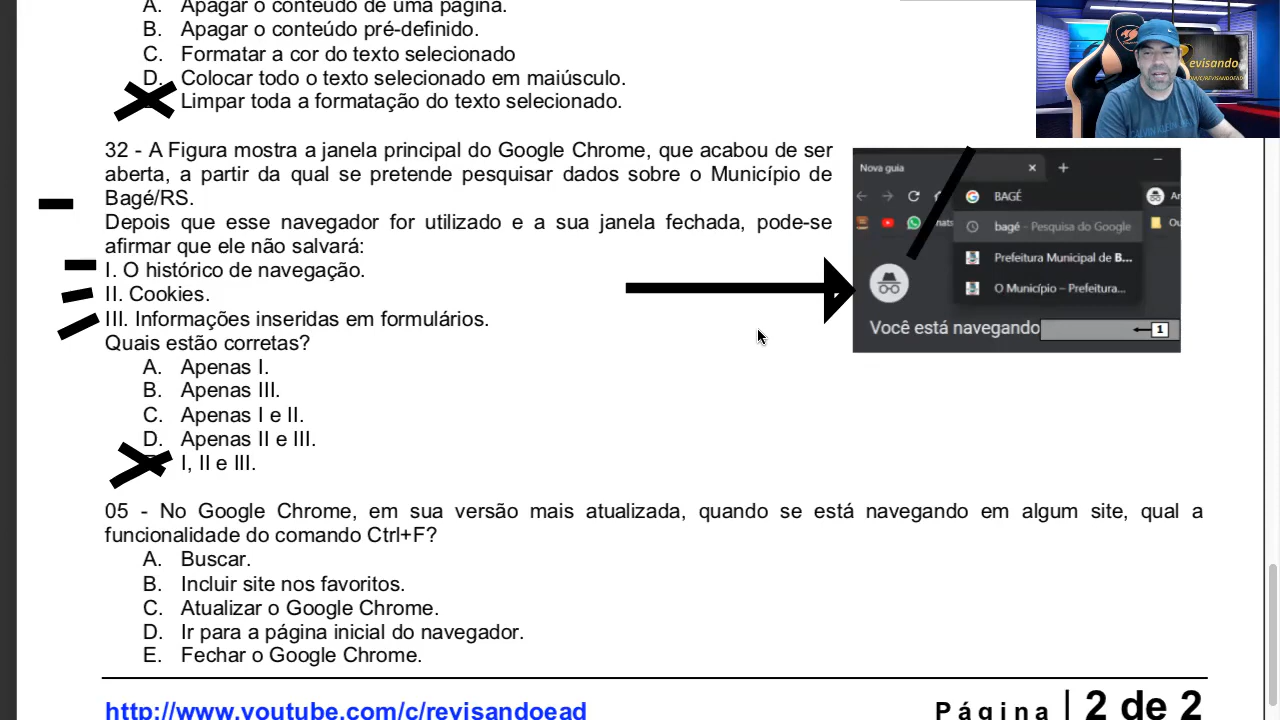 A. Apagar o conteúdo de uma página.
B. Apagar o conteúdo pré-definido.
C. Formatar a cor do texto selecionado
D. Colocar todo o texto selecionado em maiúsculo.
Limpar toda a formatação do texto selecionado.
32 - A Figura mostra a janela principal do Google Chrome, que acabou de ser
aberta, a partir da qual se pretende pesquisar dados sobre o Município de
Bagé/RS.
Depois que esse navegador for utilizado e a sua janela fechada, pode-se
afirmar que ele não salvará:
I. O histórico de navegação.
II. Cookies.
III. Informações inseridas em formulários.
Quais estão corretas?
A. Apenas I.
B. Apenas III.
C. Apenas I e II.
D. Apenas II e III.
I, II e III.
Nova guia
BAGÉ
bagé - Pesquisa do Google
Prefeitura Municipal de B...
O Município – Prefeitura...
Você está navegando
1
05 - No Google Chrome, em sua versão mais atualizada, quando se está navegando em algum site, qual a
funcionalidade do comando Ctrl+F?
A. Buscar.
B. Incluir site nos favoritos.
C. Atualizar o Google Chrome.
D. Ir para a página inicial do navegador.
E. Fechar o Google Chrome.
http://www.youtube.com/c/revisandoead
Página | 2 de 2
evisando
OM/C/REVISANDOEAD
CALVIN KLEIN